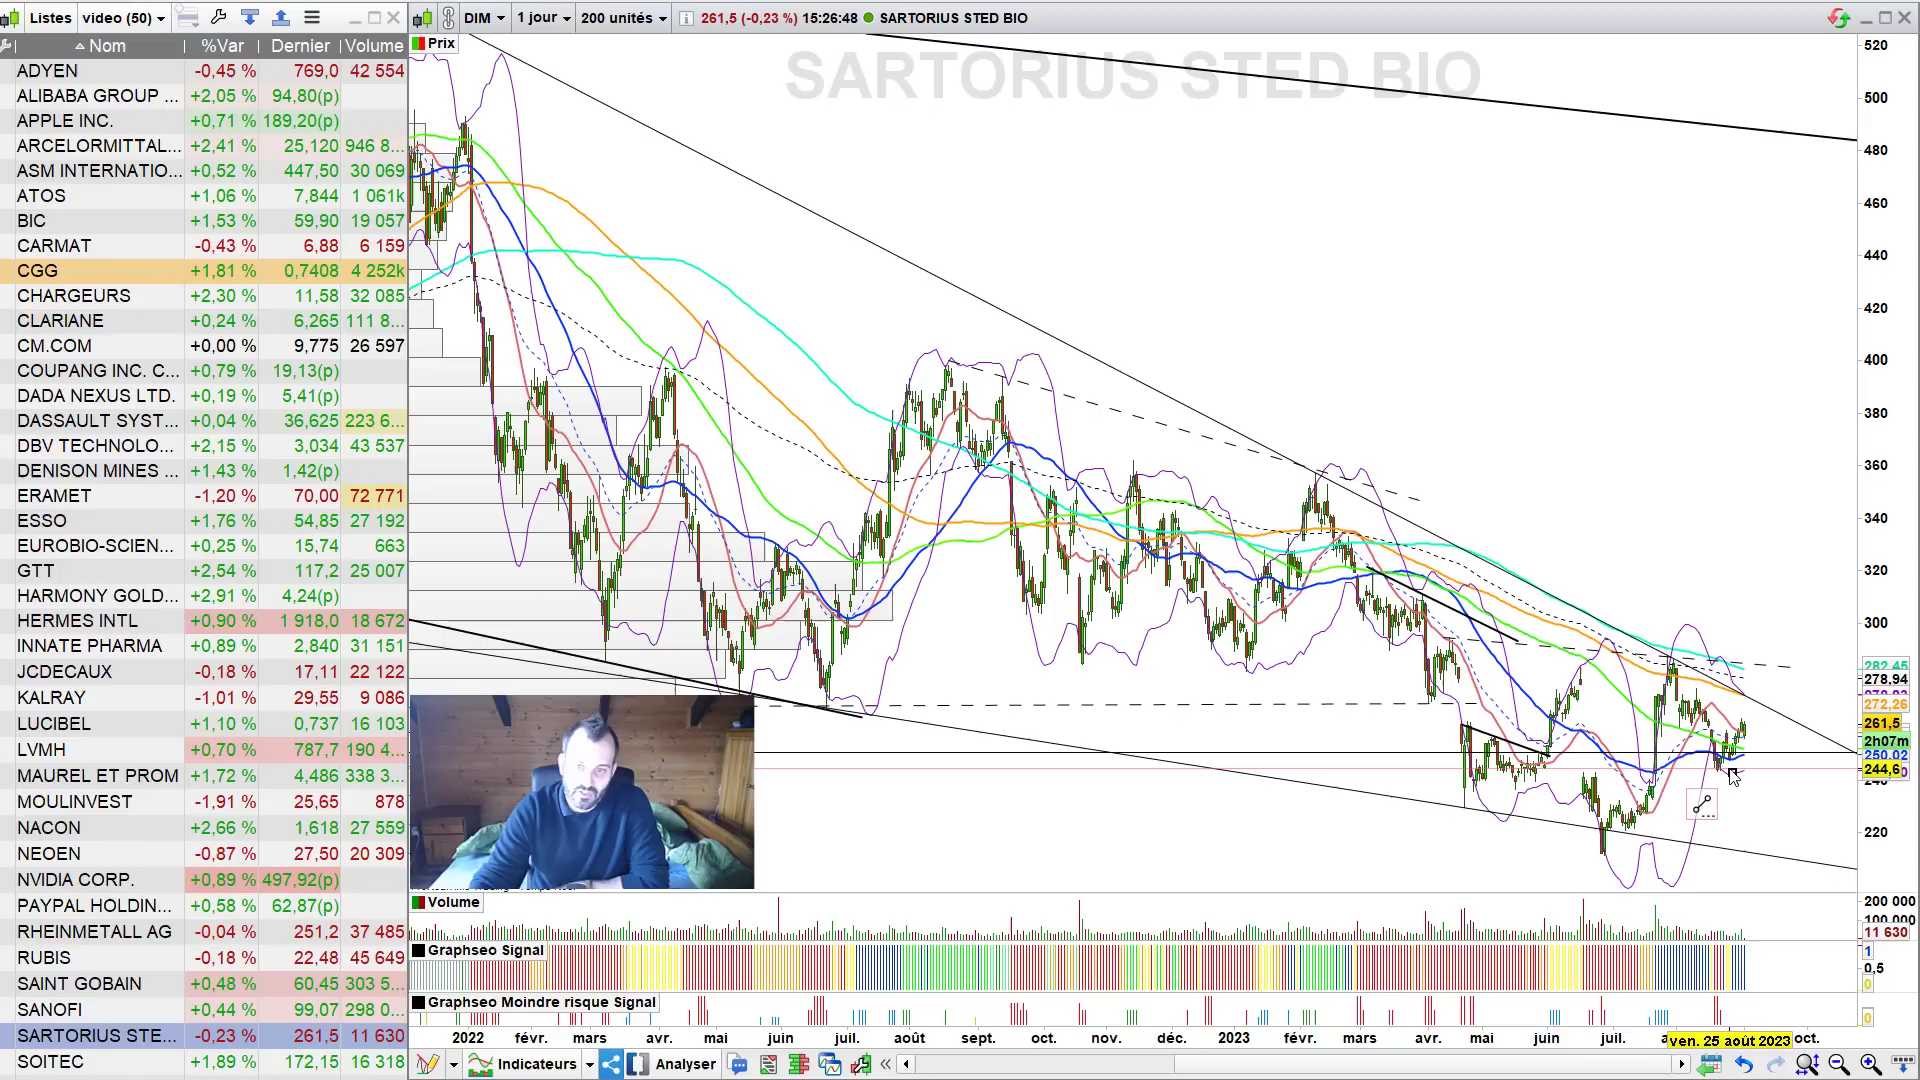 Listes video (50)
DIM 1 jour 200 unités 261,5 (-0,23 %) 15:26:48 SARTORIUS STED BIO
Nom %Var Dernier Volume
ADYEN -0,45 % 769,0 42 554
ALIBABA GROUP ... +2,05 % 94,80(p)
APPLE INC. +0,71 % 189,20(p)
ARCELORMITTAL... +2,41 % 25,120 946 8...
ASM INTERNATIO... +0,52 % 447,50 30 069
ATOS +1,06 % 7,844 1 061k
BIC +1,53 % 59,90 19 057
CARMAT -0,43 % 6,88 6 159
CGG +1,81 % 0,7408 4 252k
CHARGEURS +2,30 % 11,58 32 085
CLARIANE +0,24 % 6,265 111 8...
CM.COM +0,00 % 9,775 26 597
COUPANG INC. C... +0,79 % 19,13(p)
DADA NEXUS LTD. +0,19 % 5,41(p)
DASSAULT SYST... +0,04 % 36,625 223 6...
DBV TECHNOLO... +2,15 % 3,034 43 537
DENISON MINES ... +1,43 % 1,42(p)
ERAMET -1,20 % 70,00 72 771
ESSO +1,76 % 54,85 27 192
EUROBIO-SCIEN... +0,25 % 15,74 663
GTT +2,54 % 117,2 25 007
HARMONY GOLD... +2,91 % 4,24(p)
HERMES INTL +0,90 % 1 918,0 18 672
INNATE PHARMA +0,89 % 2,840 31 151
JCDECAUX -0,18 % 17,11 22 122
KALRAY -1,01 % 29,55 9 086
LUCIBEL +1,10 % 0,737 16 103
LVMH +0,70 % 787,7 190 4...
MAUREL ET PROM +1,72 % 4,486 338 3...
MOULINVEST -1,91 % 25,65 878
NACON +2,66 % 1,618 27 559
NEOEN -0,87 % 27,50 20 309
NVIDIA CORP. +0,89 % 497,92(p)
PAYPAL HOLDIN... +0,58 % 62,87(p)
RHEINMETALL AG -0,04 % 251,2 37 485
RUBIS -0,18 % 22,48 45 649
SAINT GOBAIN +0,48 % 60,45 303 5...
SANOFI +0,44 % 99,07 298 0...
SARTORIUS STE... -0,23 % 261,5 11 630
SOITEC +1,89 % 172,15 16 318
Prix
SARTORIUS STED BIO
520
500
480
460
440
420
400
380
360
340
320
300
282,45
278,94
272,26
261,5
2h07m
250,02
244,6
220
Volume
200 000
100 000
11 630
Graphseo Signal
1
0,5
0
Graphseo Moindre risque Signal
0
2022 févr. mars avr. mai juin juil. août sept. oct. nov. déc. 2023 févr. mars avr. mai juin juil. ven. 25 août 2023 oct.
Indicateurs Analyser